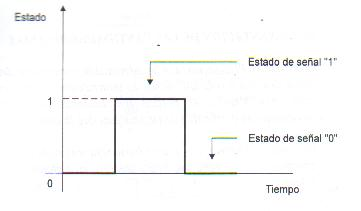 Estado
Estado de señal "1"
1
Estado de señal "0"
0
Tiempo